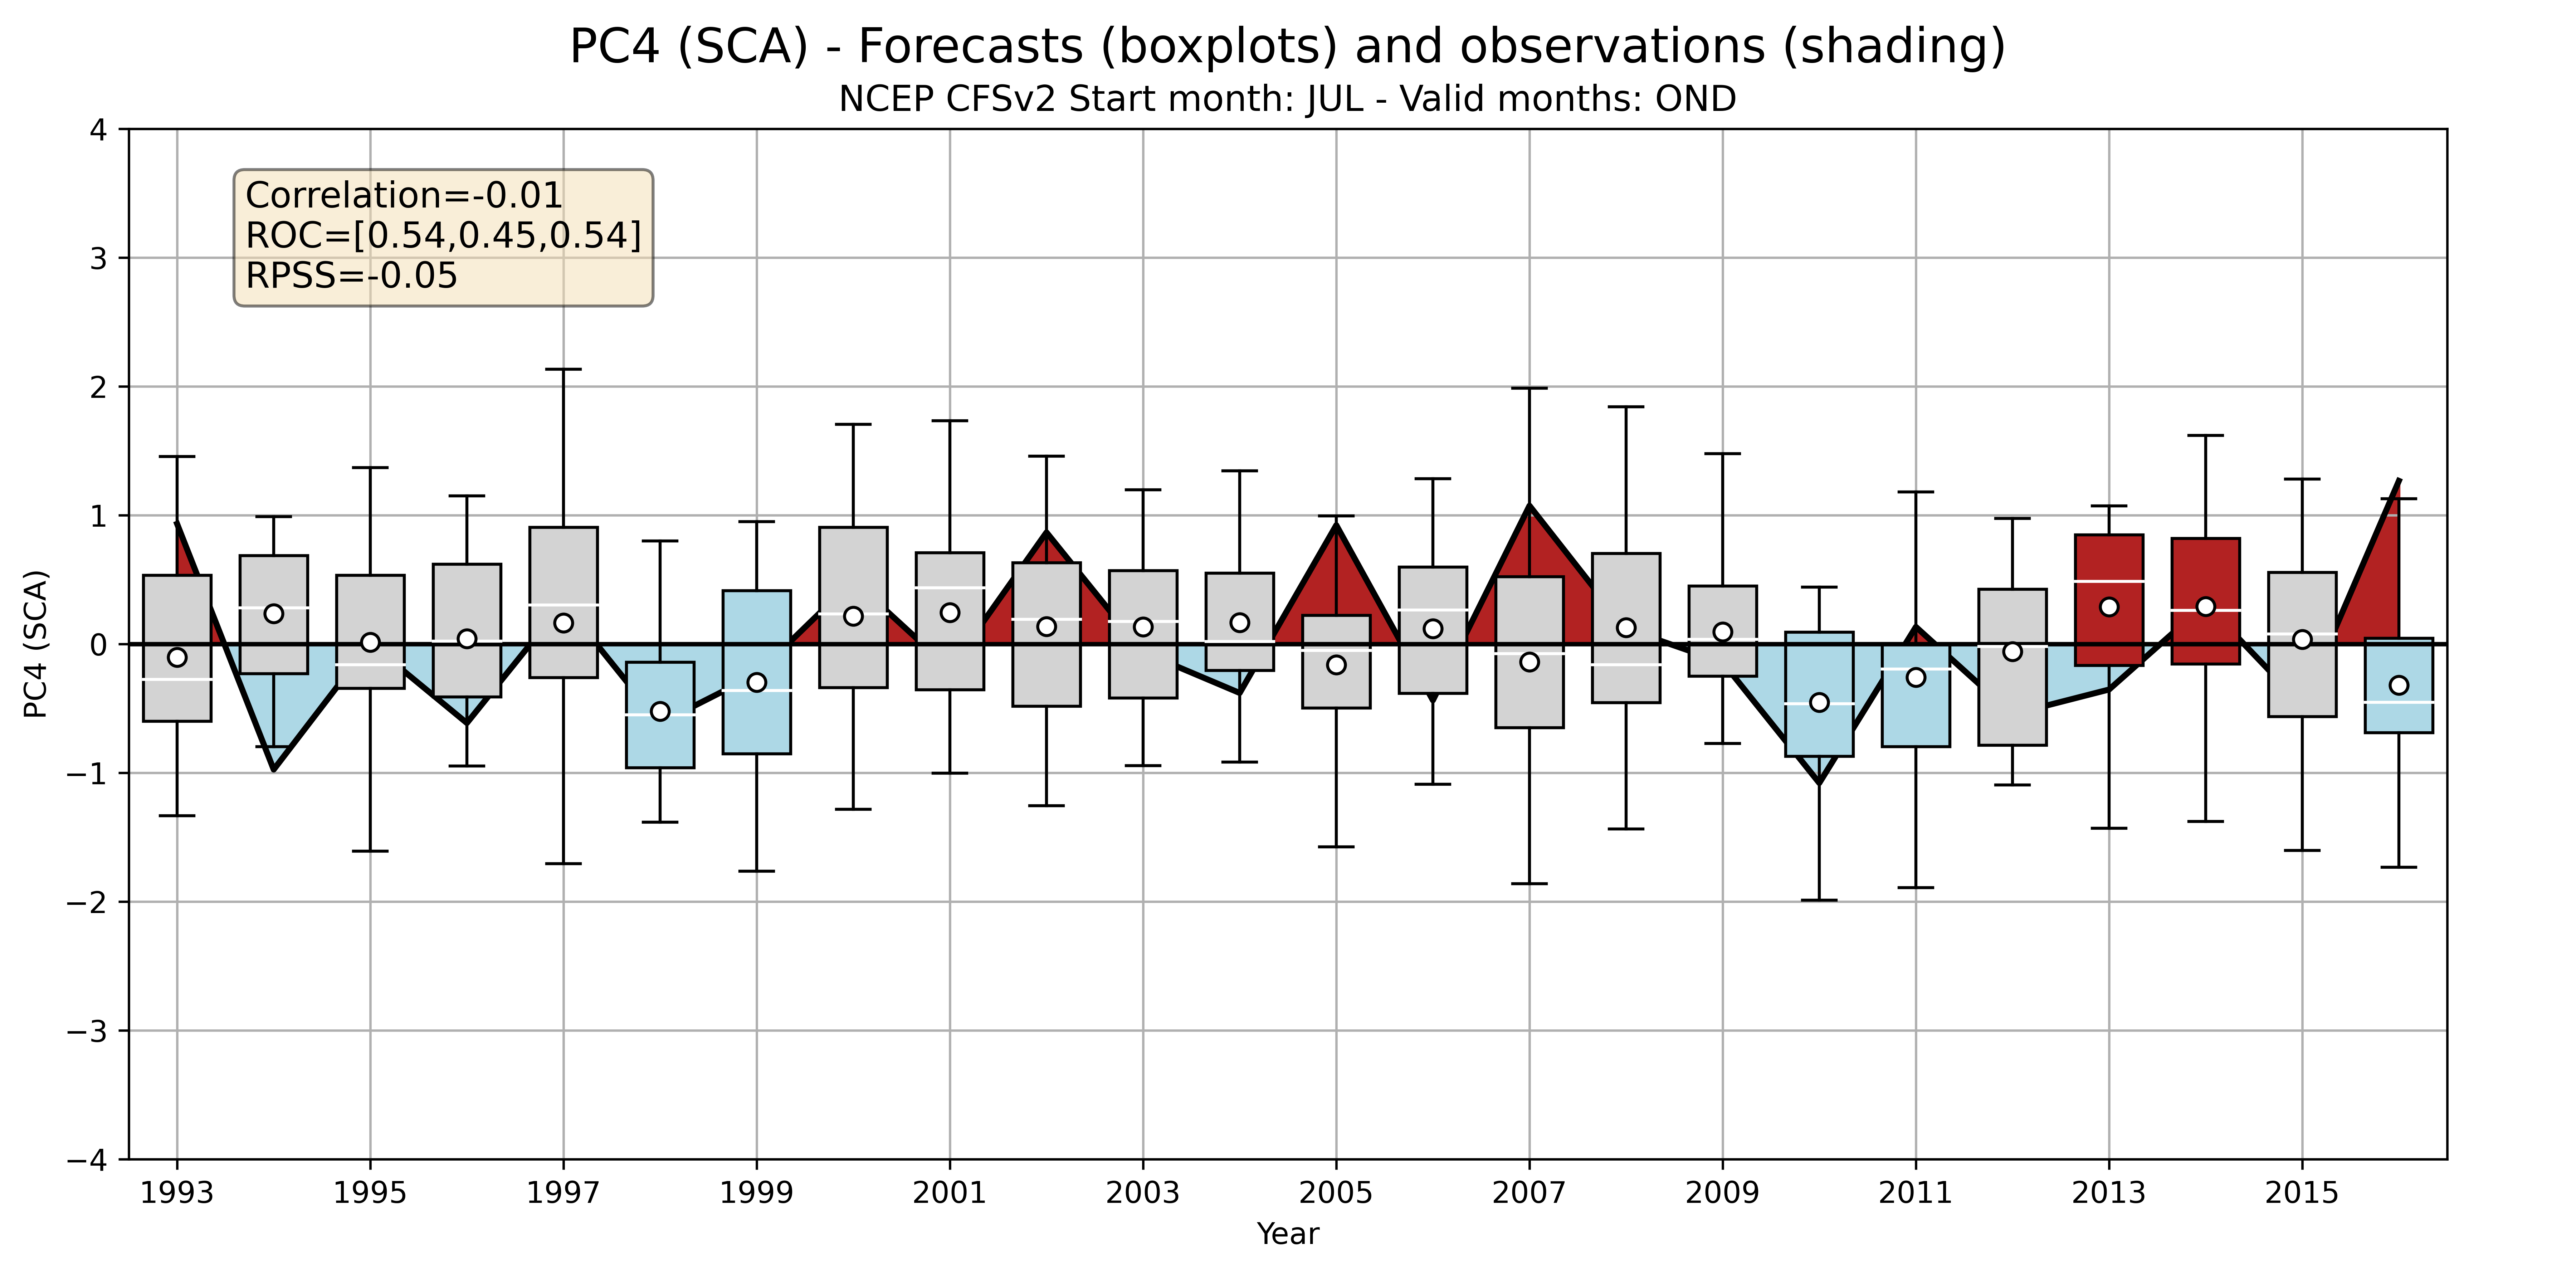 PC4 (SCA) - Forecasts (boxplots) and observations (shading)
NCEP CFSv2 Start month: JUL - Valid months: OND
Correlation=-0.01
ROC=[0.54,0.45,0.54]
RPSS=-0.05
PC4 (SCA)
4
3
2
1
0
−1
−2
−3
−4
1993 1995 1997 1999 2001 2003 2005 2007 2009 2011 2013 2015
Year